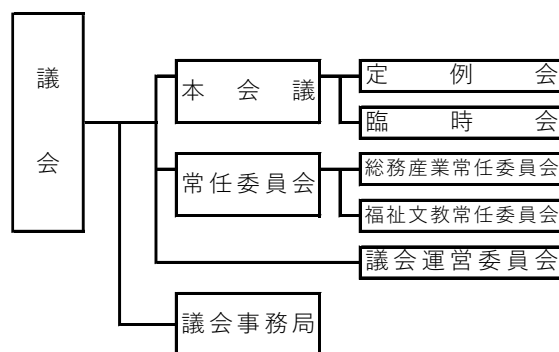 議会
本会議
定例会
臨時会
常任委員会
総務産業常任委員会
福祉文教常任委員会
議会運営委員会
議会事務局